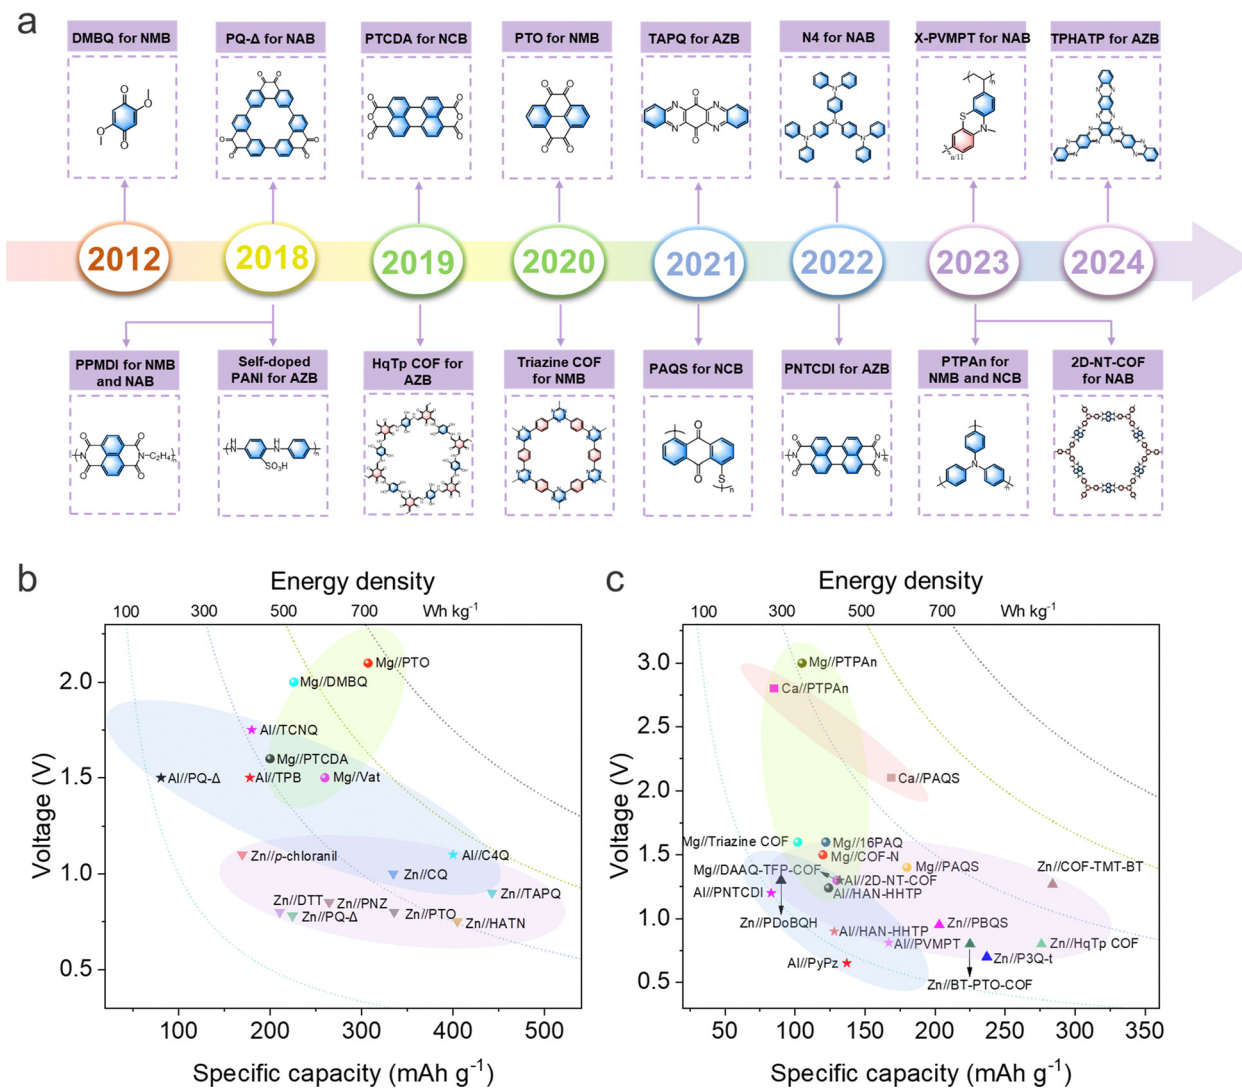 a
DMBQ for NMB
PQ-Δ for NAB
PTCDA for NCB
PTO for NMB
TAPQ for AZB
N4 for NAB
X-PVMPT for NAB
TPHATP for AZB
2012
2018
2019
2020
2021
2022
2023
2024
PPMDI for NMB
and NAB
Self-doped
PANI for AZB
HqTp COF for
AZB
Triazine COF
for NMB
PAQS for NCB
PNTCDI for AZB
PTPAn for
NMB and NCB
2D-NT-COF
for NAB
b
Energy density
100 300 500 700 Wh kg⁻¹
Voltage (V)
2.0
1.5
1.0
0.5
Mg//PTO
Mg//DMBQ
Al//TCNQ
Mg//PTCDA
Al//PQ-Δ
Al//TPB
Mg//Vat
Zn//p-chloranil
Al//C4Q
Zn//CQ
Zn//TAPQ
Zn//DTT
Zn//PNZ
Zn//PQ-Δ
Zn//PTO
Zn//HATN
100 200 300 400 500
Specific capacity (mAh g⁻¹)
c
Energy density
100 300 500 700 Wh kg⁻¹
Voltage (V)
3.0
2.5
2.0
1.5
1.0
0.5
Mg//PTPAn
Ca//PTPAn
Ca//PAQS
Mg//Triazine COF
Mg//16PAQ
Mg//COF-N
Mg//DAAQ-TFP-COF
Mg//PAQS
Zn//COF-TMT-BT
Al//2D-NT-COF
Al//PNTCDI
Al//HAN-HHTP
Zn//PDoBQH
Al//HAN-HHTP
Zn//PBQS
Al//PVMPT
Zn//HqTp COF
Al//PyPz
Zn//P3Q-t
Zn//BT-PTO-COF
50 100 150 200 250 300 350
Specific capacity (mAh g⁻¹)